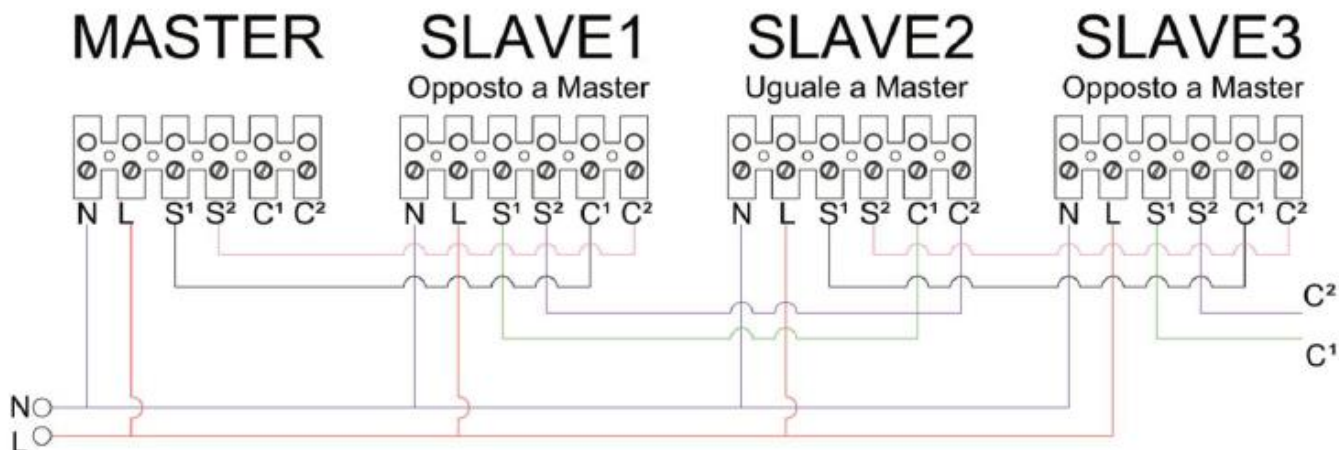 MASTER SLAVE1 SLAVE2 SLAVE3
Opposto a Master Uguale a Master Opposto a Master
N L S¹ S² C¹ C² N L S¹ S² C¹ C² N L S¹ S² C¹ C² N L S¹ S² C¹ C²
C²
C¹
N
L